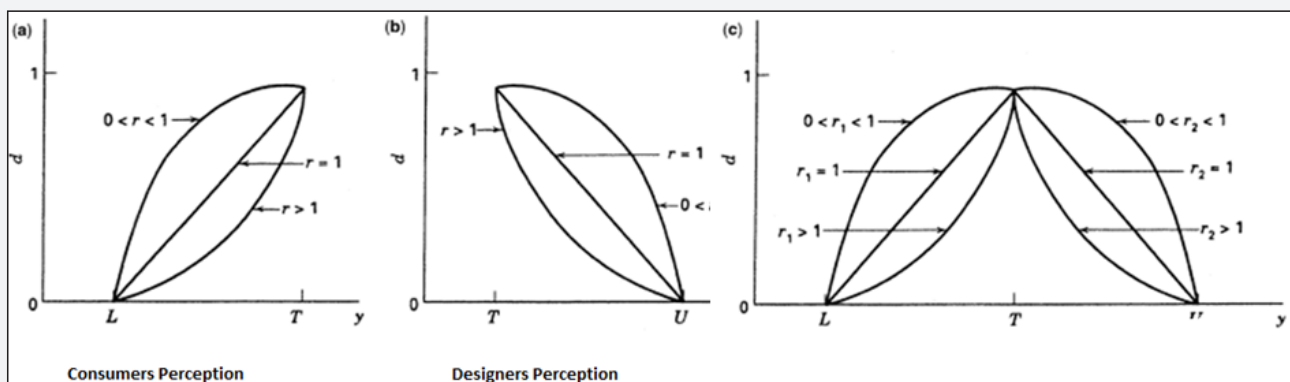 (a)
1
0 < r < 1
d
r = 1
r > 1
0
L
T
y
Consumers Perception
(b)
1
r > 1
d
r = 1
0 <
0
T
U
Designers Perception
(c)
1
0 < r₁ < 1
0 < r₂ < 1
d
r₁ = 1
r₂ = 1
r₁ > 1
r₂ > 1
0
L
T
y